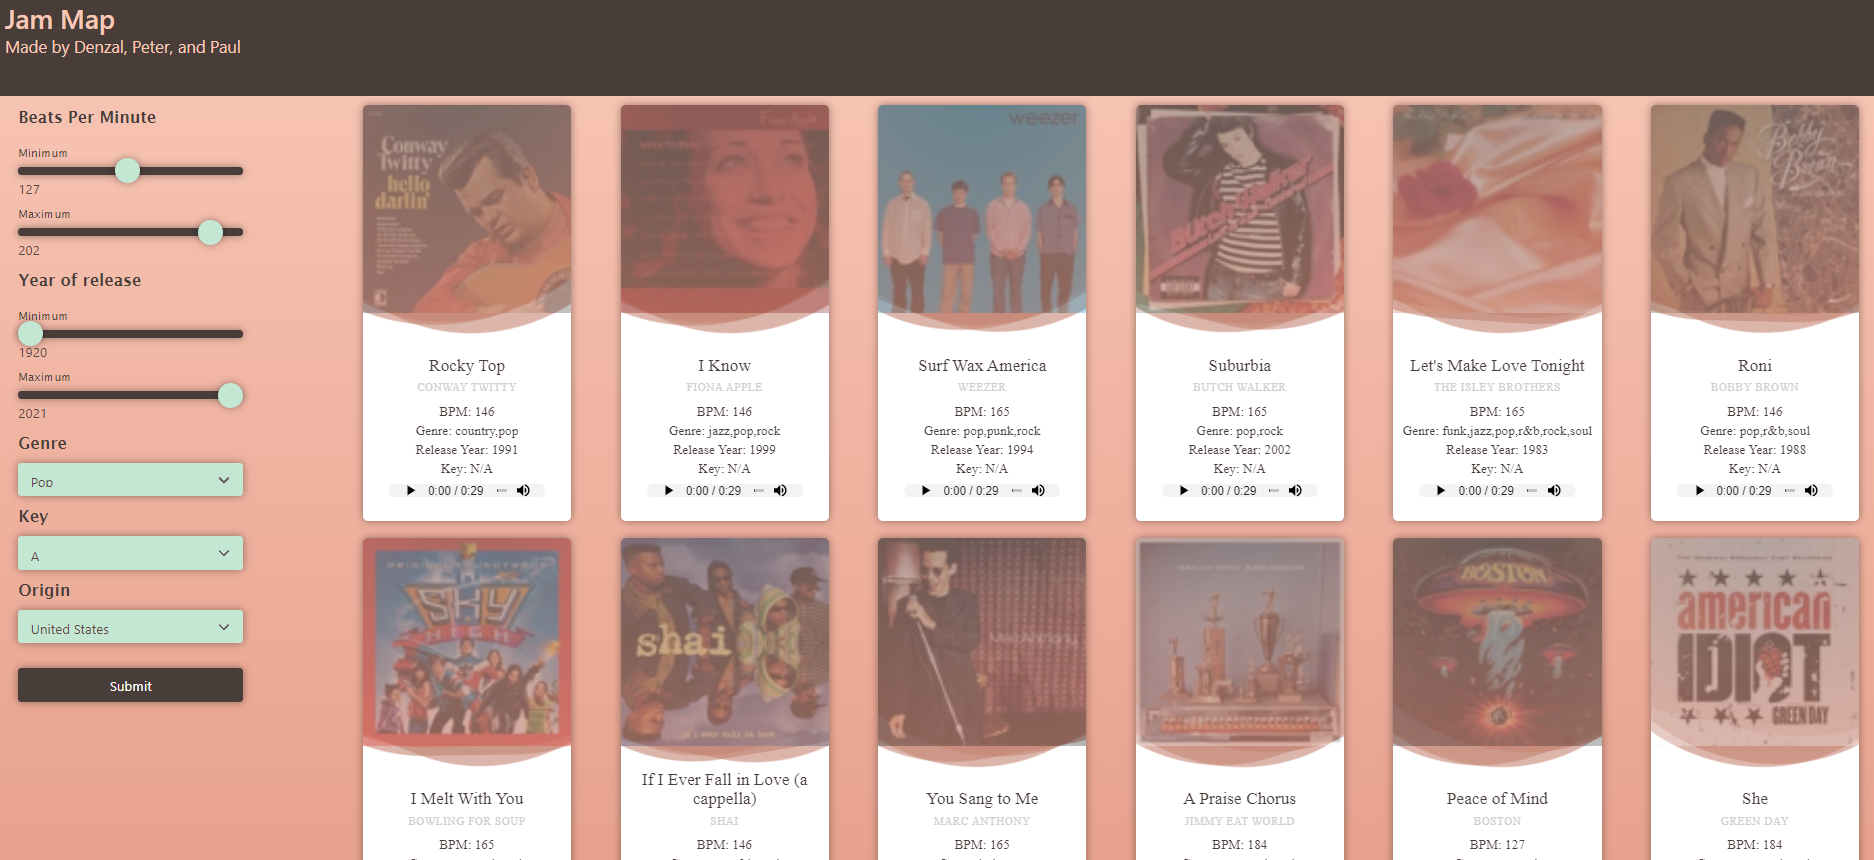 Jam Map
Made by Denzal, Peter, and Paul
Beats Per Minute
Minimum
127
Maximum
202
Year of release
Minimum
1920
Maximum
2021
Genre
Pop
Key
A
Origin
United States
Submit
Conway
Twitty
hello
darlin'
Rocky Top
CONWAY TWITTY
BPM: 146
Genre: country,pop
Release Year: 1991
Key: N/A
0:00 / 0:29
Fiona Apple
I Know
FIONA APPLE
BPM: 146
Genre: jazz,pop,rock
Release Year: 1999
Key: N/A
0:00 / 0:29
weezer
Surf Wax America
WEEZER
BPM: 165
Genre: pop,punk,rock
Release Year: 1994
Key: N/A
0:00 / 0:29
Butch Walker
Suburbia
BUTCH WALKER
BPM: 165
Genre: pop,rock
Release Year: 2002
Key: N/A
0:00 / 0:29
Let's Make Love Tonight
THE ISLEY BROTHERS
BPM: 165
Genre: funk,jazz,pop,r&b,rock,soul
Release Year: 1983
Key: N/A
0:00 / 0:29
Bobby
Brown
Roni
BOBBY BROWN
BPM: 146
Genre: pop,r&b,soul
Release Year: 1988
Key: N/A
0:00 / 0:29
ORIGINAL SOUNDTRACK
SKY
HIGH
I Melt With You
BOWLING FOR SOUP
BPM: 165
shai
...if i ever fall in love
If I Ever Fall in Love (a
cappella)
SHAI
BPM: 146
Marc Anthony
You Sang to Me
MARC ANTHONY
BPM: 165
A Praise Chorus
JIMMY EAT WORLD
BPM: 184
BOSTON
Peace of Mind
BOSTON
BPM: 127
THE ORIGINAL BROADWAY CAST RECORDING
american
IDIOT
GREEN DAY
She
GREEN DAY
BPM: 184